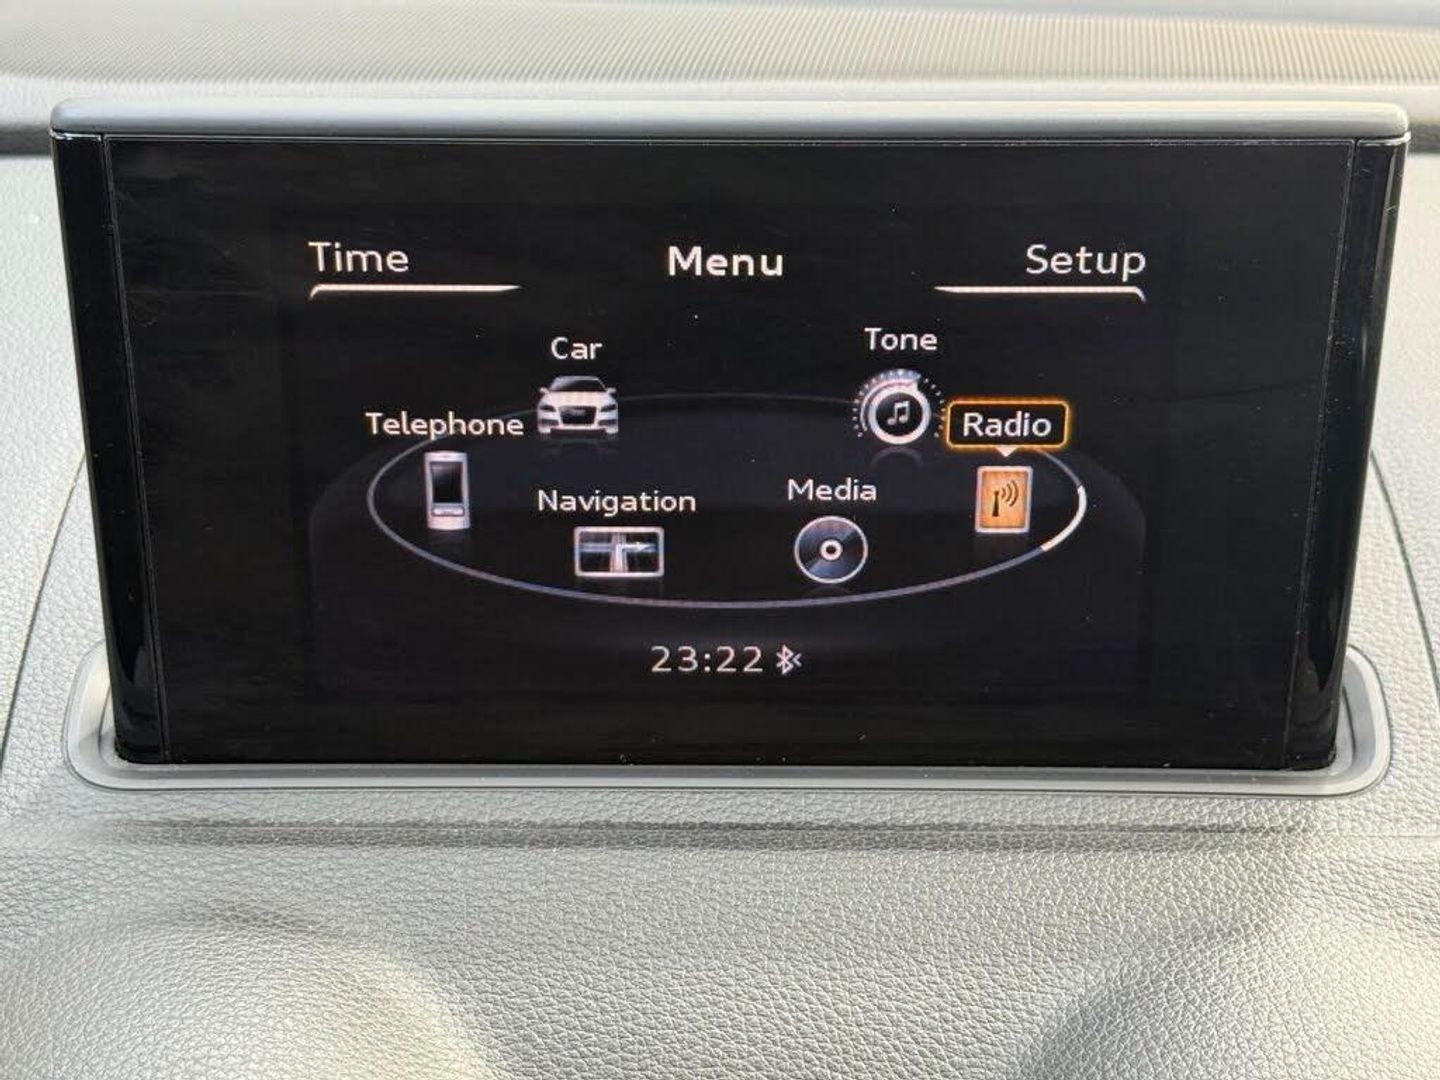 Time
Menu
Setup
Car
Tone
Telephone
Radio
Navigation
Media
23:22